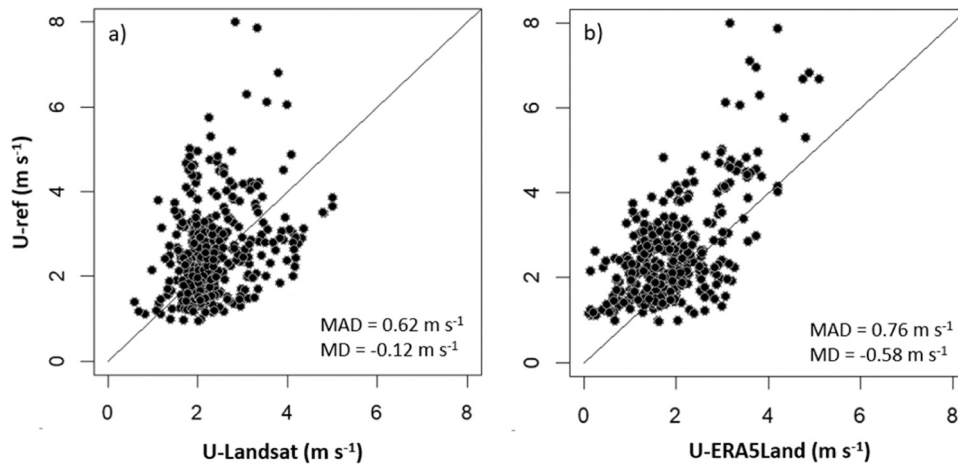 a)
8
6
4
2
0
U-ref (m s⁻¹)
MAD = 0.62 m s⁻¹
MD = -0.12 m s⁻¹
0 2 4 6 8
U-Landsat (m s⁻¹)
b)
8
6
4
2
0
MAD = 0.76 m s⁻¹
MD = -0.58 m s⁻¹
0 2 4 6 8
U-ERA5Land (m s⁻¹)